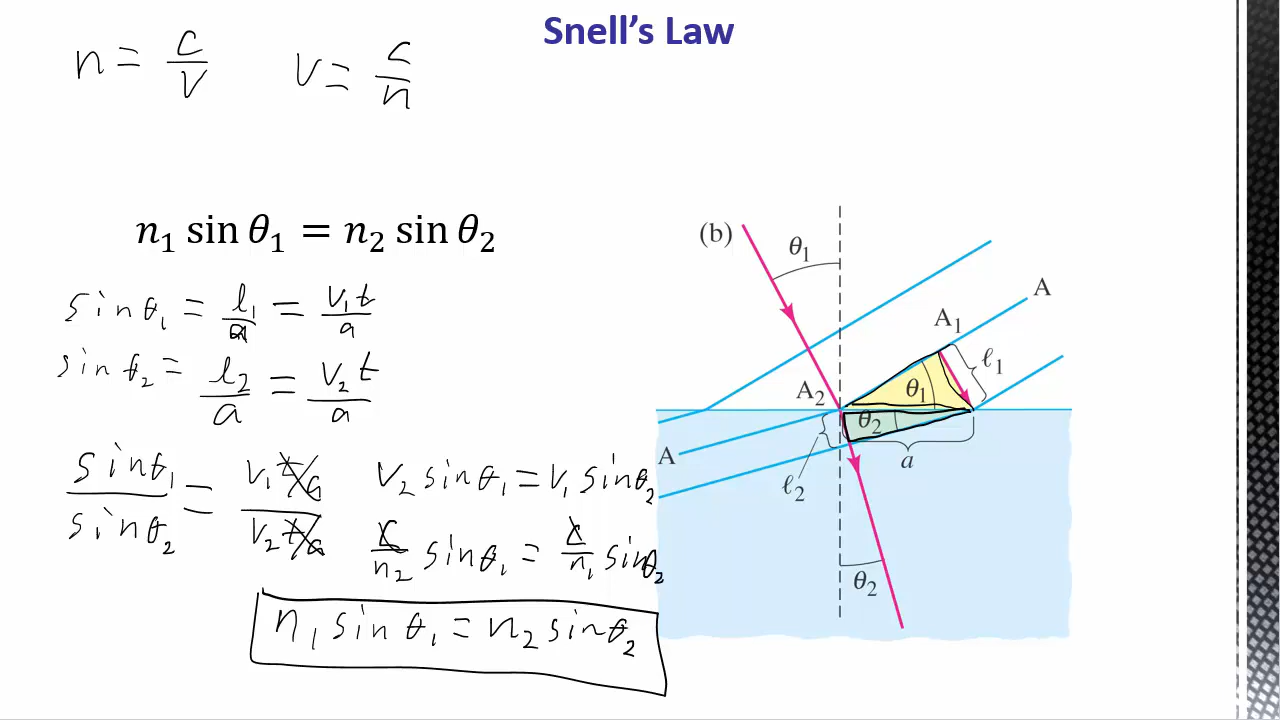 Snell's Law
n = c/v    v = c/n
n₁ sin θ₁ = n₂ sin θ₂
sin θ₁ = ℓ₁/a = v₁t/a
sin θ₂ = ℓ₂/a = v₂t/a
sin θ₁/sin θ₂ = (v₁t/a)/(v₂t/a)
v₂ sin θ₁ = v₁ sin θ₂
c/n₂ sin θ₁ = c/n₁ sin θ₂
n₁ sin θ₁ = n₂ sin θ₂
(b)
θ₁
A
A₁
ℓ₁
A₂
θ₁
θ₂
A
a
ℓ₂
θ₂